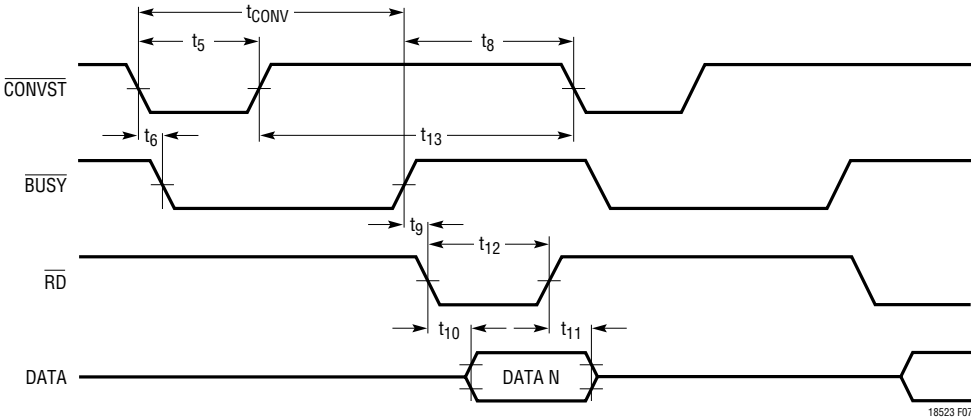 tCONV
t5
t8
CONVST
t6
t13
BUSY
t9
t12
RD
t10
t11
DATA
DATA N
18523 F07